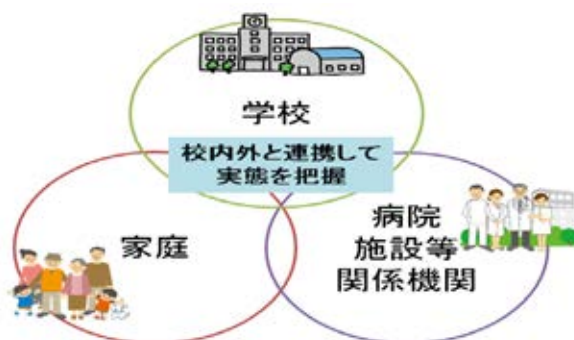 学校
校内外と連携して
実態を把握
家庭
病院
施設等
関係機関